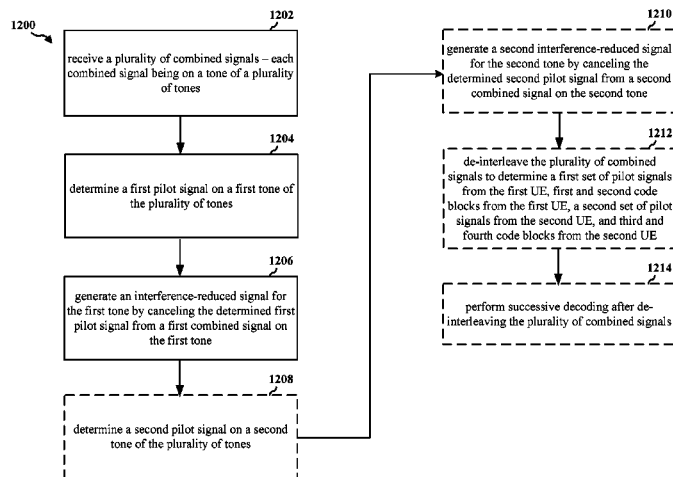 1200
1202
receive a plurality of combined signals – each
combined signal being on a tone of a plurality
of tones
1204
determine a first pilot signal on a first tone of
the plurality of tones
1206
generate an interference-reduced signal for
the first tone by canceling the determined first
pilot signal from a first combined signal on
the first tone
1208
determine a second pilot signal on a second
tone of the plurality of tones
1210
generate a second interference-reduced signal
for the second tone by canceling the
determined second pilot signal from a second
combined signal on the second tone
1212
de-interleave the plurality of combined
signals to determine a first set of pilot signals
from the first UE, first and second code
blocks from the first UE, a second set of pilot
signals from the second UE, and third and
fourth code blocks from the second UE
1214
perform successive decoding after de-
interleaving the plurality of combined signals